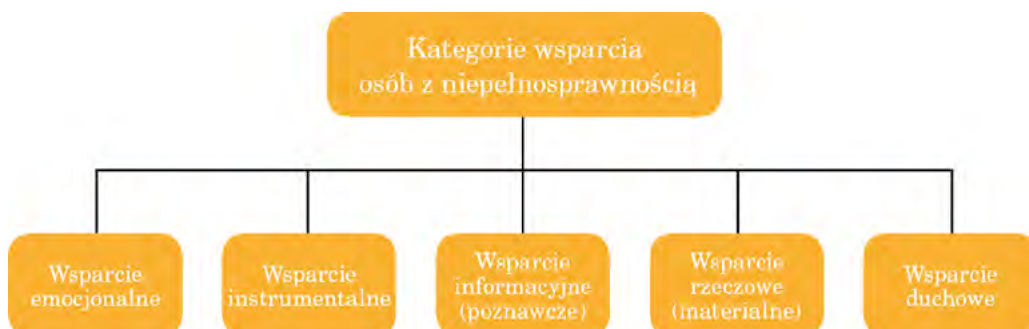 Kategorie wsparcia
osób z niepełnosprawnością
Wsparcie
emocjonalne
Wsparcie
instrumentalne
Wsparcie
informacyjne
(poznawcze)
Wsparcie
rzeczowe
(materialne)
Wsparcie
duchowe